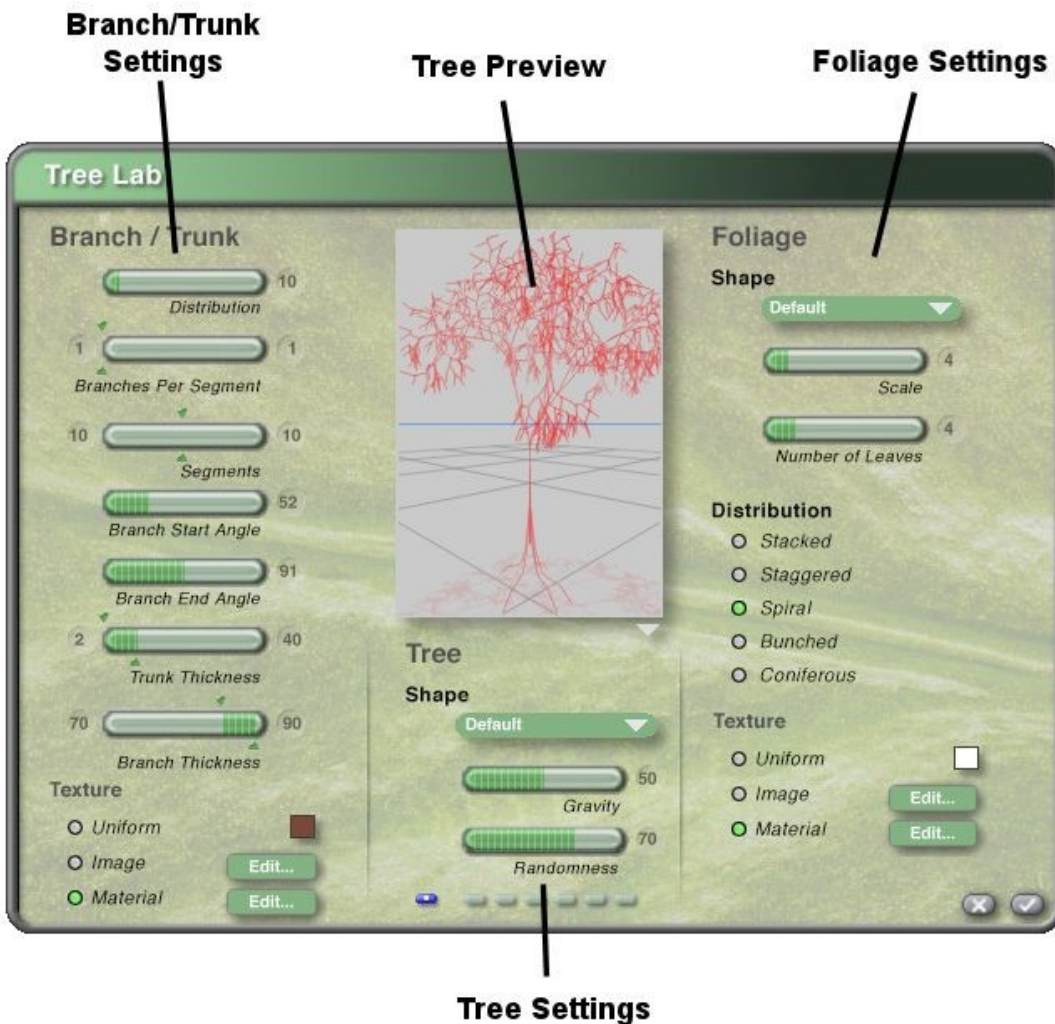 Branch/Trunk
Settings
Tree Preview
Foliage Settings
Tree Lab
Branch / Trunk
10
Distribution
1 1
Branches Per Segment
10 10
Segments
52
Branch Start Angle
91
Branch End Angle
2 40
Trunk Thickness
70 90
Branch Thickness
Texture
Uniform
Image Edit...
Material Edit...
Tree
Shape
Default
50
Gravity
70
Randomness
Foliage
Shape
Default
4
Scale
4
Number of Leaves
Distribution
Stacked
Staggered
Spiral
Bunched
Coniferous
Texture
Uniform
Image Edit...
Material Edit...
Tree Settings